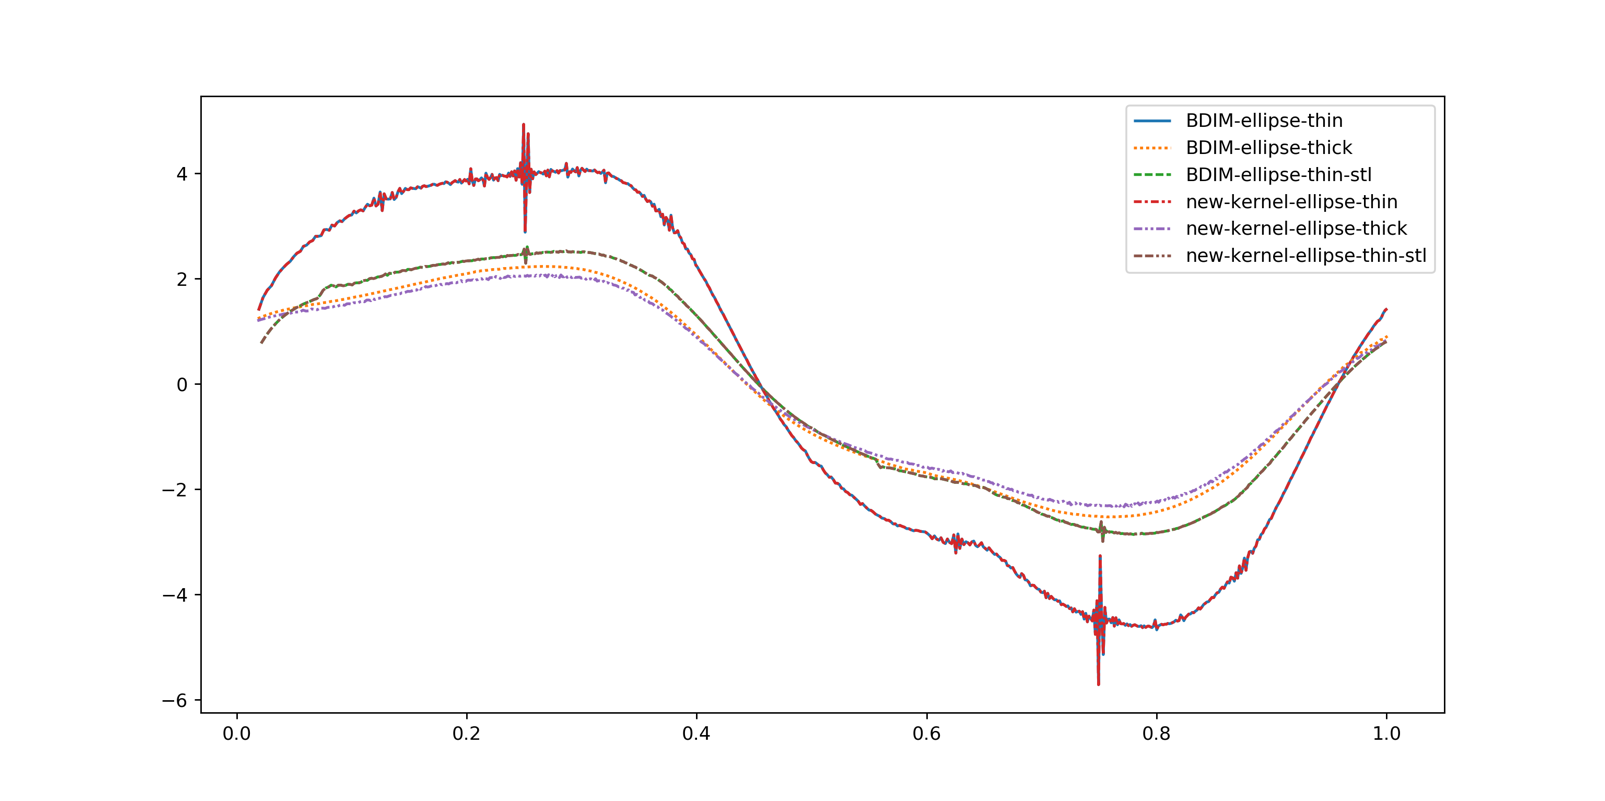 BDIM-ellipse-thin
BDIM-ellipse-thick
BDIM-ellipse-thin-stl
new-kernel-ellipse-thin
new-kernel-ellipse-thick
new-kernel-ellipse-thin-stl
4
2
0
−2
−4
−6
0.0 0.2 0.4 0.6 0.8 1.0